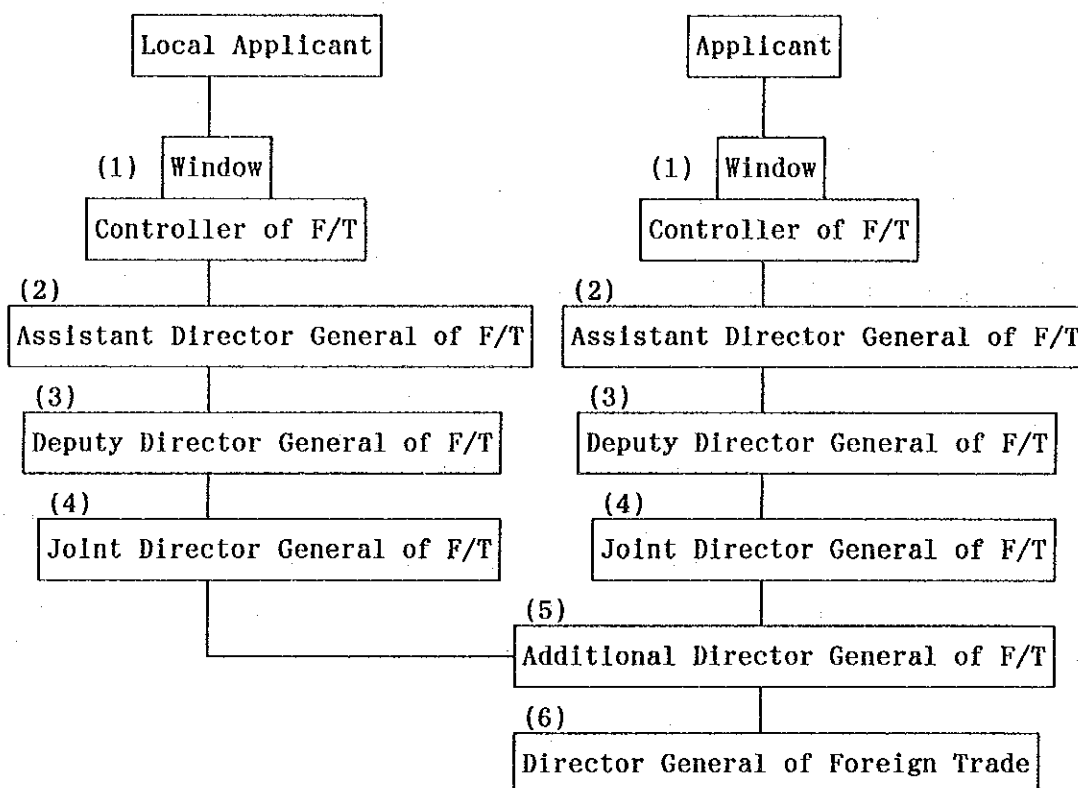 Local Applicant
Applicant
(1) Window
(1) Window
Controller of F/T
Controller of F/T
(2)
(2)
Assistant Director General of F/T
Assistant Director General of F/T
(3)
(3)
Deputy Director General of F/T
Deputy Director General of F/T
(4)
(4)
Joint Director General of F/T
Joint Director General of F/T
(5)
Additional Director General of F/T
(6)
Director General of Foreign Trade